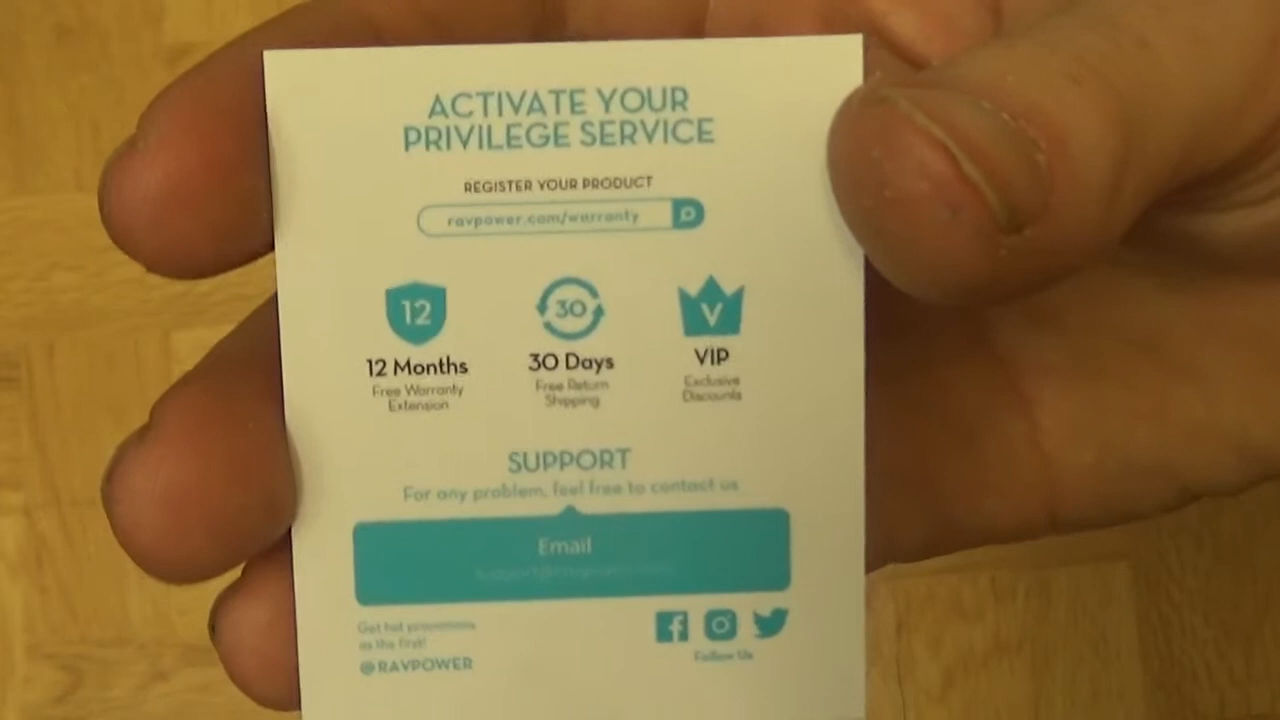 ACTIVATE YOUR
PRIVILEGE SERVICE
REGISTER YOUR PRODUCT
ravpower.com/warranty
12
30
V
12 Months
30 Days
VIP
Free Warranty
Extension
Free Return
Shipping
Exclusive
Discounts
SUPPORT
For any problem, feel free to contact us
Email
Get hot promotions
as the first!
@RAVPOWER
Follow Us